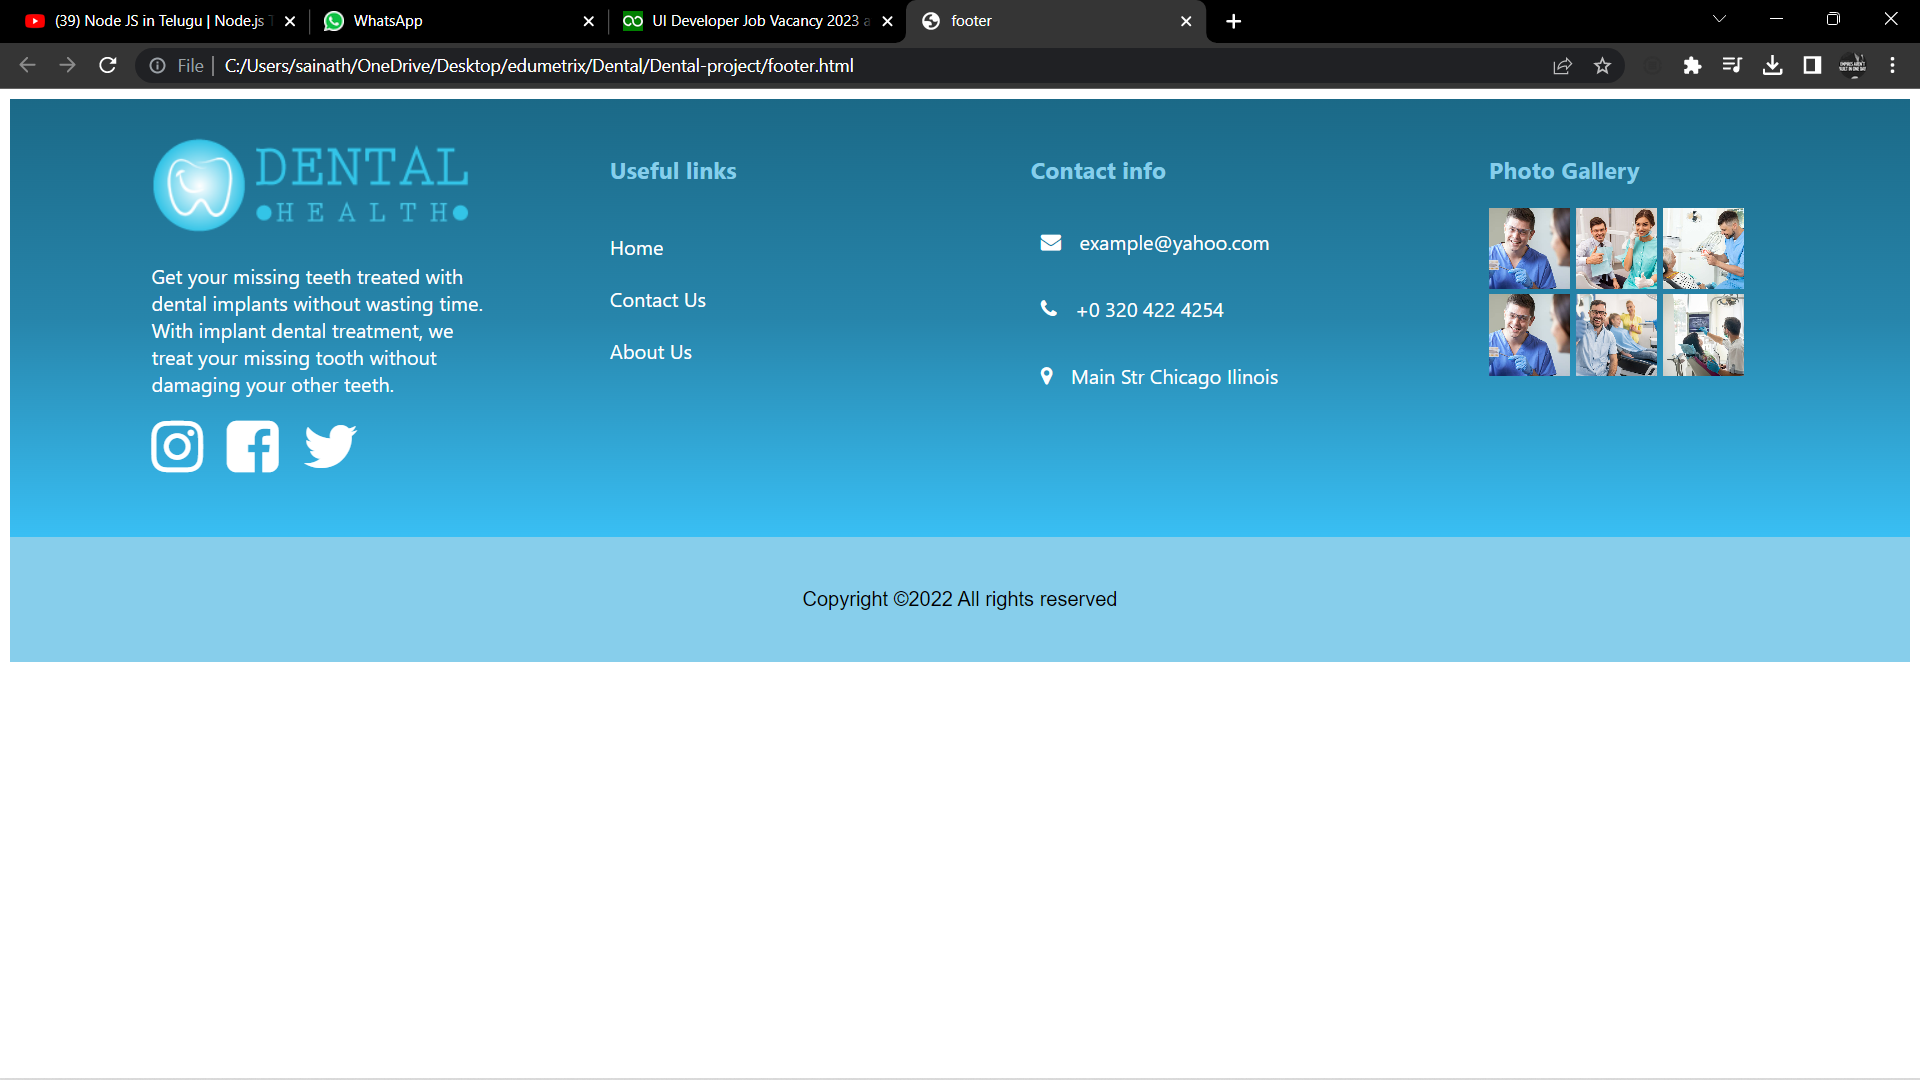 (39) Node JS in Telugu | Node.js T
WhatsApp
UI Developer Job Vacancy 2023 a
footer
File | C:/Users/sainath/OneDrive/Desktop/edumetrix/Dental/Dental-project/footer.html
DENTAL
•HEALTH•
Get your missing teeth treated with
dental implants without wasting time.
With implant dental treatment, we
treat your missing tooth without
damaging your other teeth.
Useful links
Home
Contact Us
About Us
Contact info
example@yahoo.com
+0 320 422 4254
Main Str Chicago Ilinois
Photo Gallery
Copyright ©2022 All rights reserved